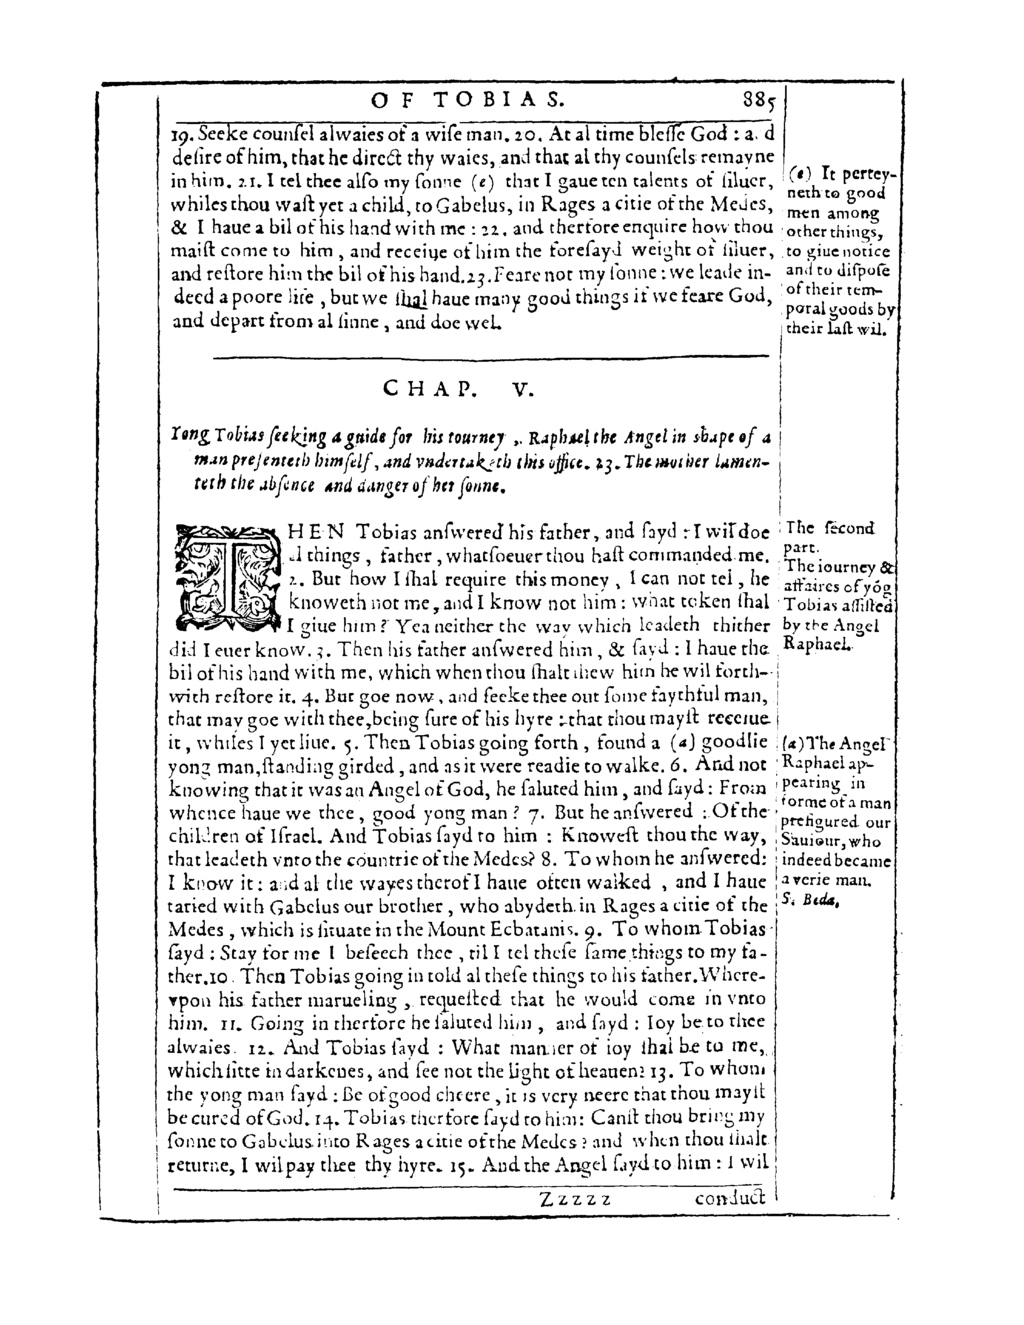 OF TOBIAS. 885
19. Seeke counsel alwaies of a wise man. 20. At al time blesse God : a. d
desire of him, that he direct thy waies, and that al thy counsels remayne
in him. 21. I tel thee also my sonne (e) that I gaue ten talents of siluer,
whiles thou wast yet a child, to Gabelus, in Rages a citie of the Medes,
& I haue a bil of his hand with me : 22. and therfore enquire how thou
maist come to him, and receiue of him the foresayd weight of siluer,
and restore him the bil of his hand. 23. Feare not my sonne : we leade in-
deed a poore life, but we shal haue many good things if we feare God,
and depart from al sinne, and doe wel.
(e) It pertey-
neth to good
men among
other things,
to giue notice
and to dispose
of their tem-
poral goods by
their last wil.
CHAP. V.
Yong Tobias seeking a guide for his iourney, Raphael the Angel in shape of a
man presenteth himself, and vndertaketh this office. 23. The mother lamen-
teth the absence and danger of her sonne.
THEN Tobias answered his father, and sayd : I wil doe
al things, father, whatsoeuer thou hast commanded me.
2. But how I shal require this money, I can not tel, he
knoweth not me, and I know not him : what token shal
I giue him? Yea neither the way which leadeth thither
did I euer know. 3. Then his father answered him, & sayd : I haue the
bil of his hand with me, which when thou shalt shew him he wil forth-
with restore it. 4. But goe now, and seeke thee out some faythful man,
that may goe with thee, being sure of his hyre : that thou mayst receiue
it, whiles I yet liue. 5. Then Tobias going forth, found a (a) goodlie
yong man, standing girded, and as it were readie to walke. 6. And not
knowing that it was an Angel of God, he saluted him, and sayd : From
whence haue we thee, good yong man? 7. But he answered : Of the
children of Israel. And Tobias sayd to him : Knowest thou the way,
that leadeth vnto the countrie of the Medes? 8. To whom he answered:
I know it : and al the wayes therof I haue often walked, and I haue
taried with Gabelus our brother, who abydeth in Rages a citie of the
Medes, which is situate in the Mount Ecbatanis. 9. To whom Tobias
sayd : Stay for me I beseech thee, til I tel these same things to my fa-
ther. 10. Then Tobias going in told al these things to his father. Where-
vpon his father marueling, requested that he would come in vnto
him. 11. Going in therfore he saluted him, and sayd : Ioy be to thee
alwaies. 12. And Tobias sayd : What manner of ioy shal be to me,
which sitte in darkenes, and see not the light of heauen? 13. To whom
the yong man sayd : Be of good cheere, it is very neere that thou mayst
be cured of God. 14. Tobias therfore sayd to him: Canst thou bring my
sonne to Gabelus into Rages a citie of the Medes? and when thou shalt
returne, I wil pay thee thy hyre. 15. And the Angel sayd to him : I wil
The second
part.
The iourney &
affaires of yõg
Tobias assisted
by the Angel
Raphael.
(a) The Angel
Raphael ap-
pearing in
forme of a man
prefigured our
Sauiour, who
indeed became
a verie man.
S. Beda,
Zzzzz conduct